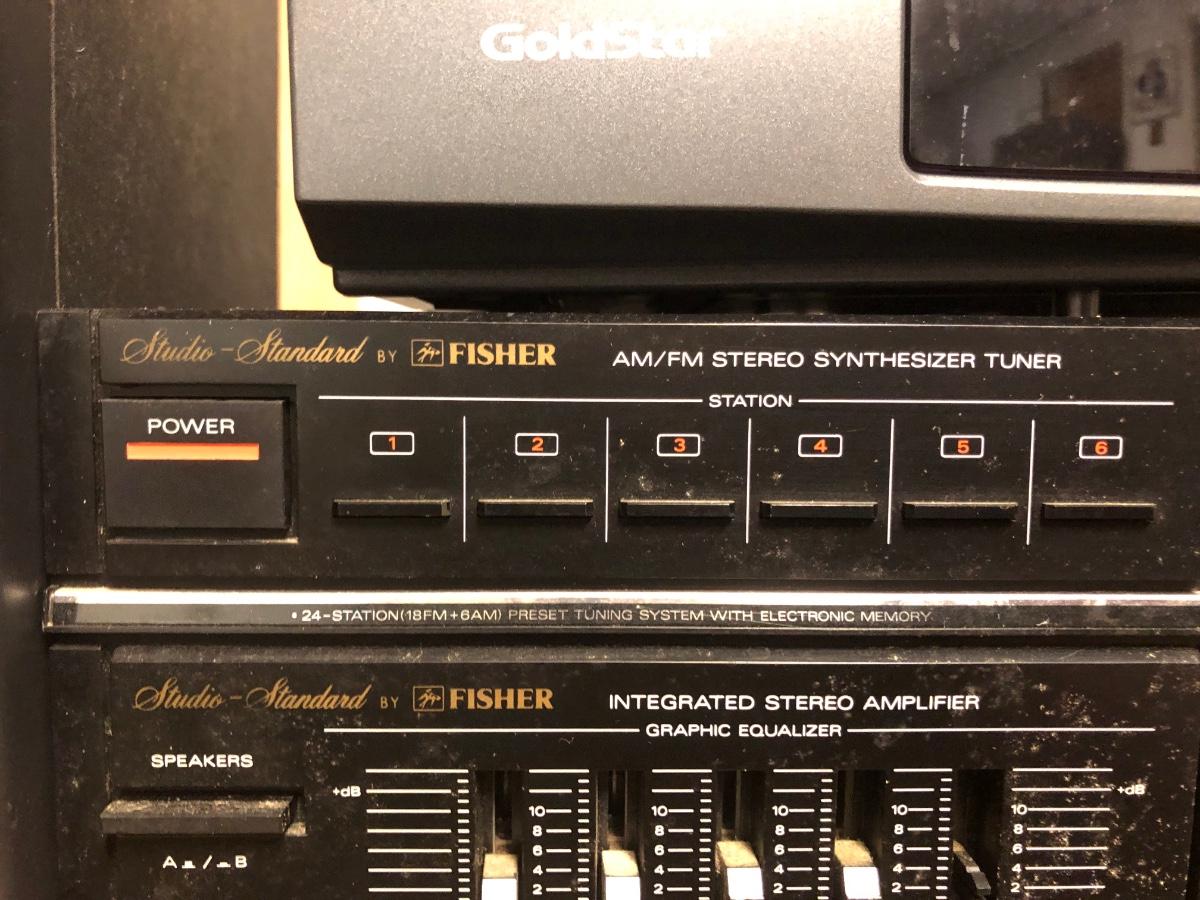 GoldStar
Studio-Standard BY FISHER AM/FM STEREO SYNTHESIZER TUNER
STATION
POWER
1 2 3 4 5 6
• 24-STATION(18FM+6AM) PRESET TUNING SYSTEM WITH ELECTRONIC MEMORY
Studio-Standard BY FISHER INTEGRATED STEREO AMPLIFIER
GRAPHIC EQUALIZER
SPEAKERS
+dB +dB
10 10 10 10 10
8 8 8 8 8
6 6 6 6 6
A / B
4 4 4 4 4
2 2 2 2 2